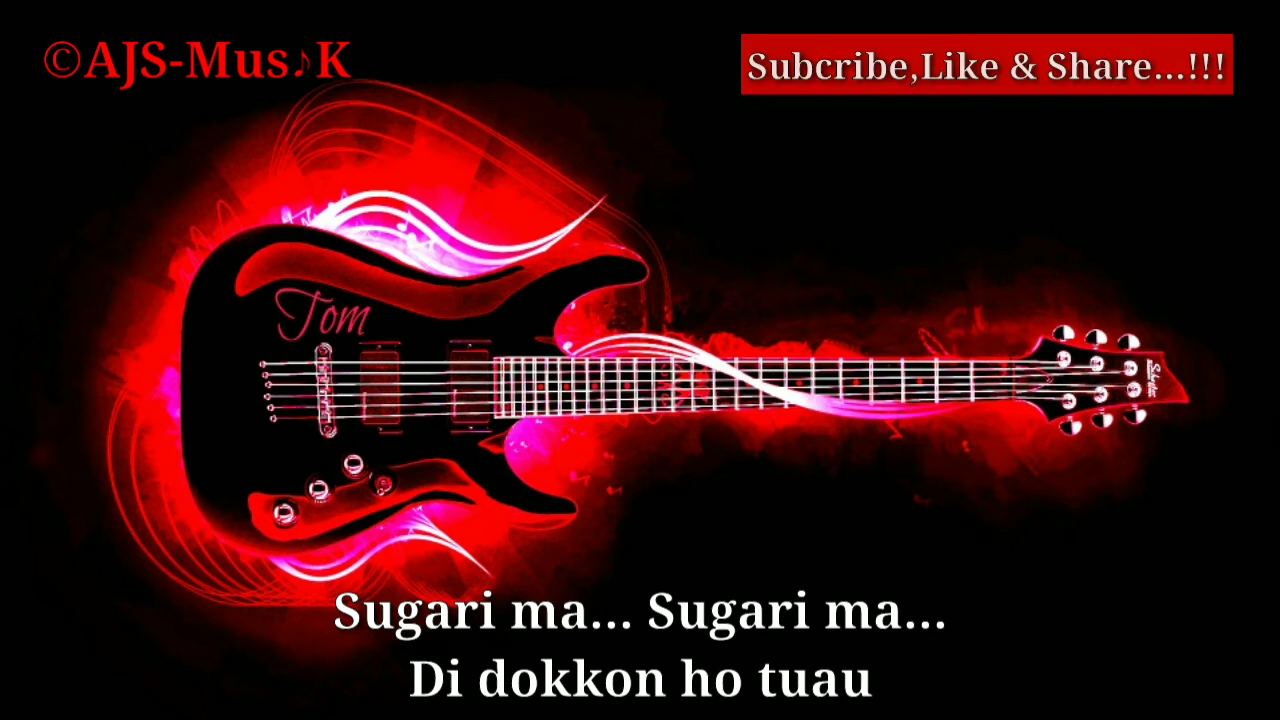 ©AJS-Mus♪K
Subcribe,Like & Share...!!!
Tom
Sugari ma... Sugari ma...
Di dokkon ho tuau